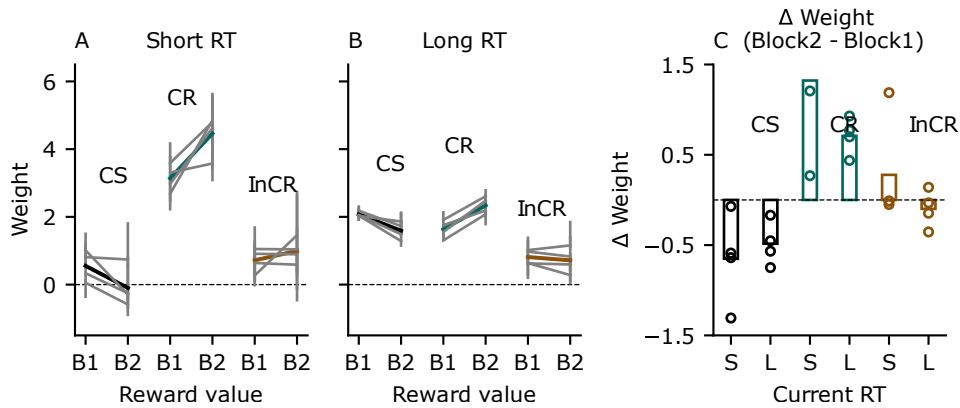 A Short RT
Weight
6
4
2
0
CS
CR
InCR
B1 B2 B1 B2 B1 B2
Reward value
B Long RT
CS
CR
InCR
B1 B2 B1 B2 B1 B2
Reward value
Δ Weight
C (Block2 - Block1)
Δ Weight
1.5
0.5
−0.5
−1.5
CS
CR
InCR
S L S L S L
Current RT